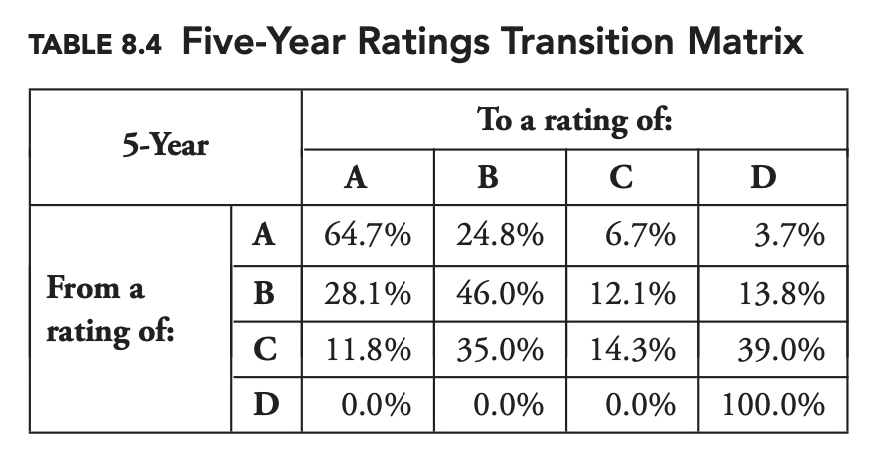 TABLE 8.4 Five-Year Ratings Transition Matrix
5-Year
To a rating of:
A B C D
From a rating of:
A 64.7% 24.8% 6.7% 3.7%
B 28.1% 46.0% 12.1% 13.8%
C 11.8% 35.0% 14.3% 39.0%
D 0.0% 0.0% 0.0% 100.0%